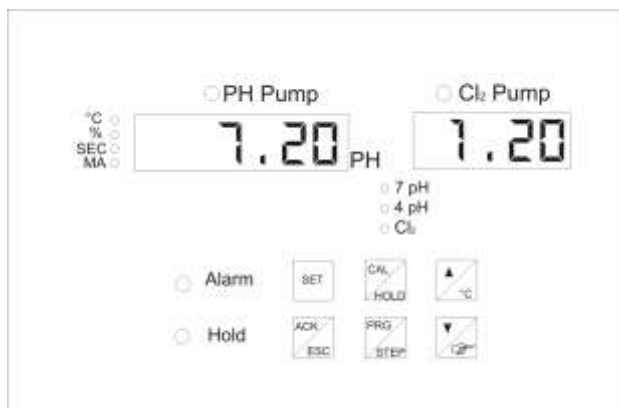 PH Pump
Cl₂ Pump
°C
%
SEC
MA
7.20 PH
1.20
7 pH
4 pH
Cl₂
Alarm
SET
CAL
HOLD
▲
°C
Hold
ACK
ESC
PRG
STEP
▼